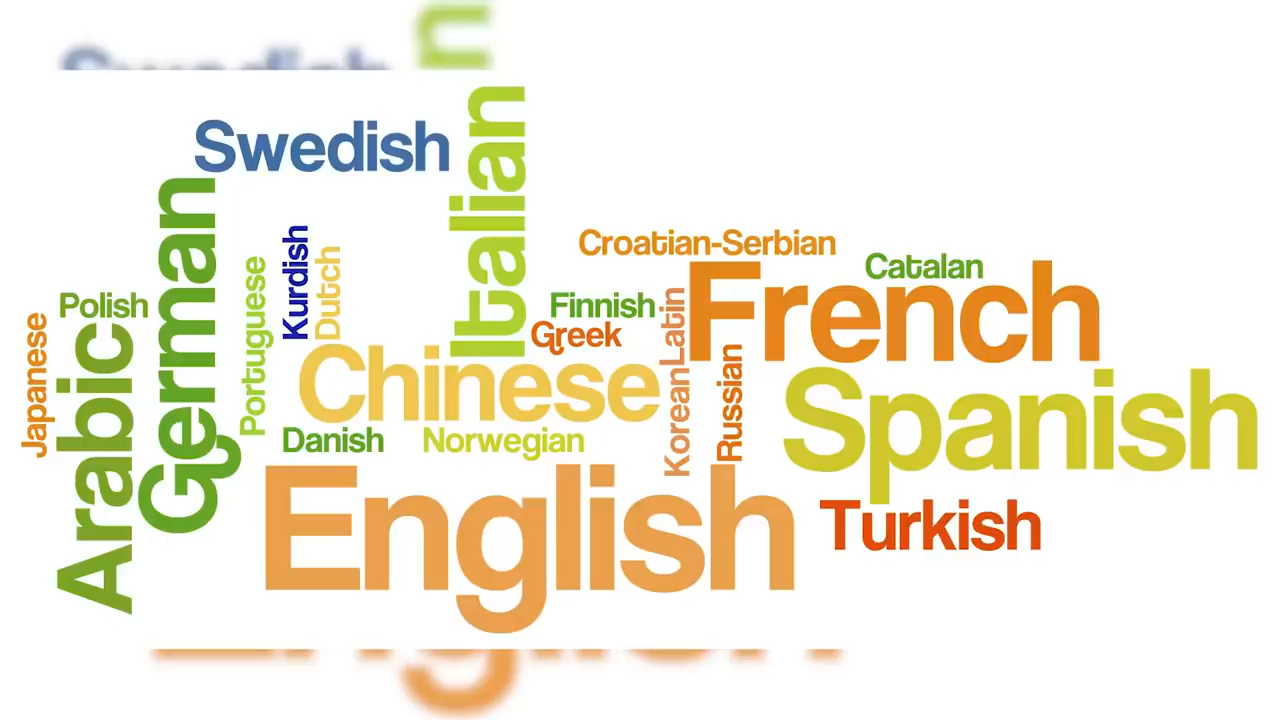 Swedish
Italian
German
Kurdish
Dutch
Portuguese
Croatian-Serbian
Catalan
French
Polish
Finnish
Greek
Latin
Japanese
Arabic
Chinese
Korean
Russian
Spanish
Danish
Norwegian
English
Turkish